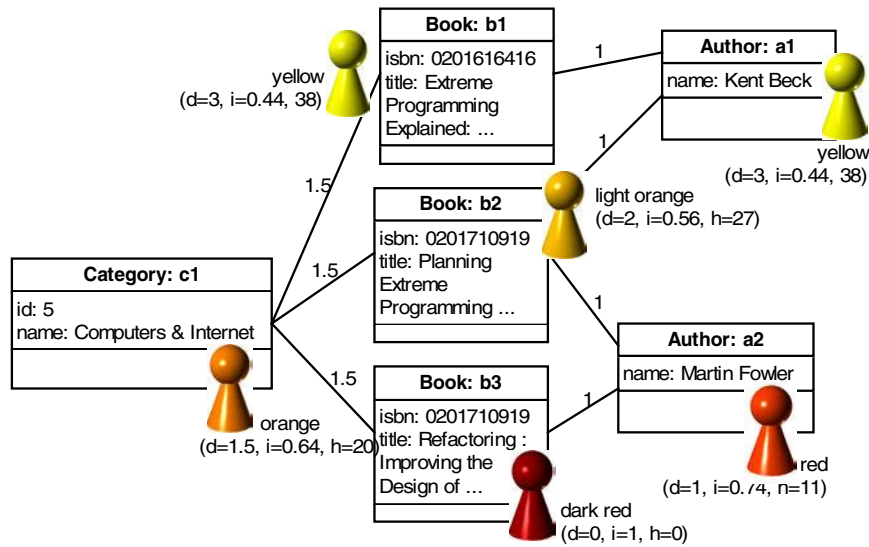 Book: b1
isbn: 0201616416
title: Extreme
Programming
Explained: ...
yellow
(d=3, i=0.44, 38)
1
Author: a1
name: Kent Beck
yellow
(d=3, i=0.44, 38)
1
1.5
Book: b2
isbn: 0201710919
title: Planning
Extreme
Programming ...
light orange
(d=2, i=0.56, h=27)
1.5
1
Category: c1
id: 5
name: Computers & Internet
orange
(d=1.5, i=0.64, h=20)
1.5
Book: b3
isbn: 0201710919
title: Refactoring :
Improving the
Design of ...
1
Author: a2
name: Martin Fowler
red
(d=1, i=0.74, h=11)
dark red
(d=0, i=1, h=0)